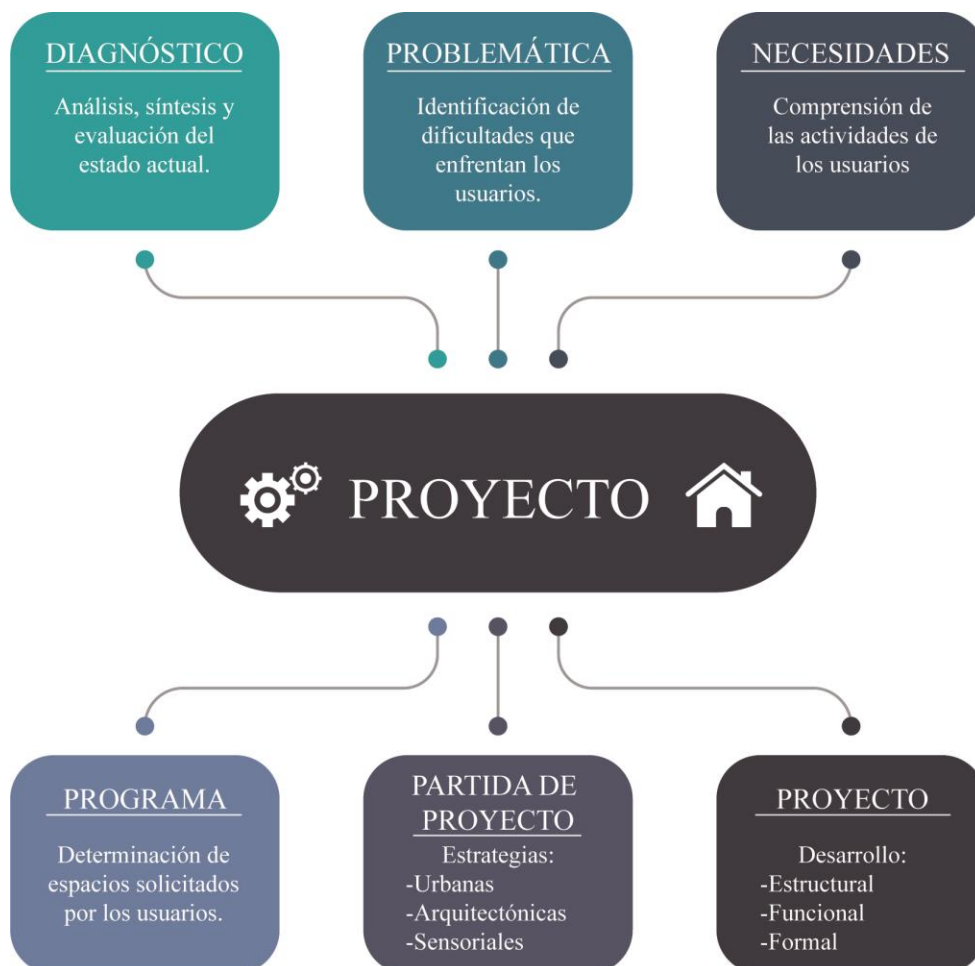 DIAGNÓSTICO
Análisis, síntesis y
evaluación del
estado actual.
PROBLEMÁTICA
Identificación de
dificultades que
enfrentan los
usuarios.
NECESIDADES
Comprensión de
las actividades de
los usuarios
PROYECTO
PROGRAMA
Determinación de
espacios solicitados
por los usuarios.
PARTIDA DE
PROYECTO
Estrategias:
-Urbanas
-Arquitectónicas
-Sensoriales
PROYECTO
Desarrollo:
-Estructural
-Funcional
-Formal